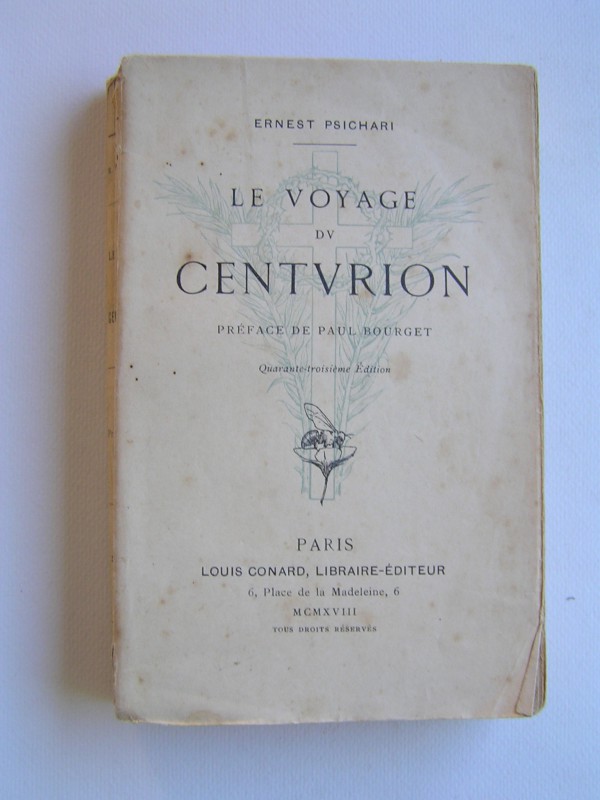 ERNEST PSICHARI
LE VOYAGE
DV
CENTVRION
PRÉFACE DE PAUL BOURGET
Quarante-troisième Édition
PARIS
LOUIS CONARD, LIBRAIRE-ÉDITEUR
6, Place de la Madeleine, 6
MCMXVIII
TOUS DROITS RÉSERVÉS